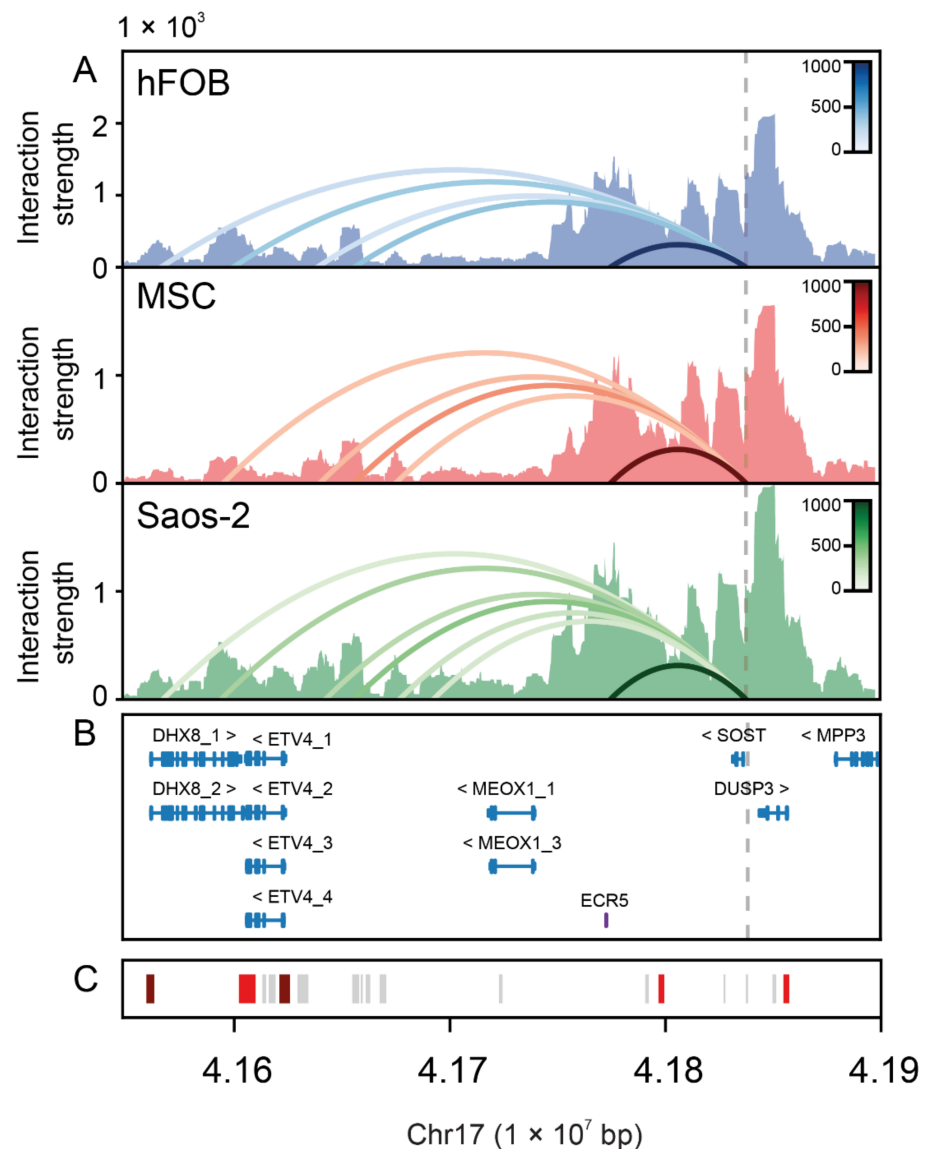 1 × 10³
A
hFOB
1000
500
0
Interaction
strength
2
1
0
MSC
1000
500
0
Interaction
strength
1
0
Saos-2
1000
500
0
Interaction
strength
1
0
B
DHX8_1 >
< ETV4_1
< SOST
< MPP3
DHX8_2 >
< ETV4_2
< MEOX1_1
DUSP3 >
< ETV4_3
< MEOX1_3
< ETV4_4
ECR5
C
4.16 4.17 4.18 4.19
Chr17 (1 × 10⁷ bp)